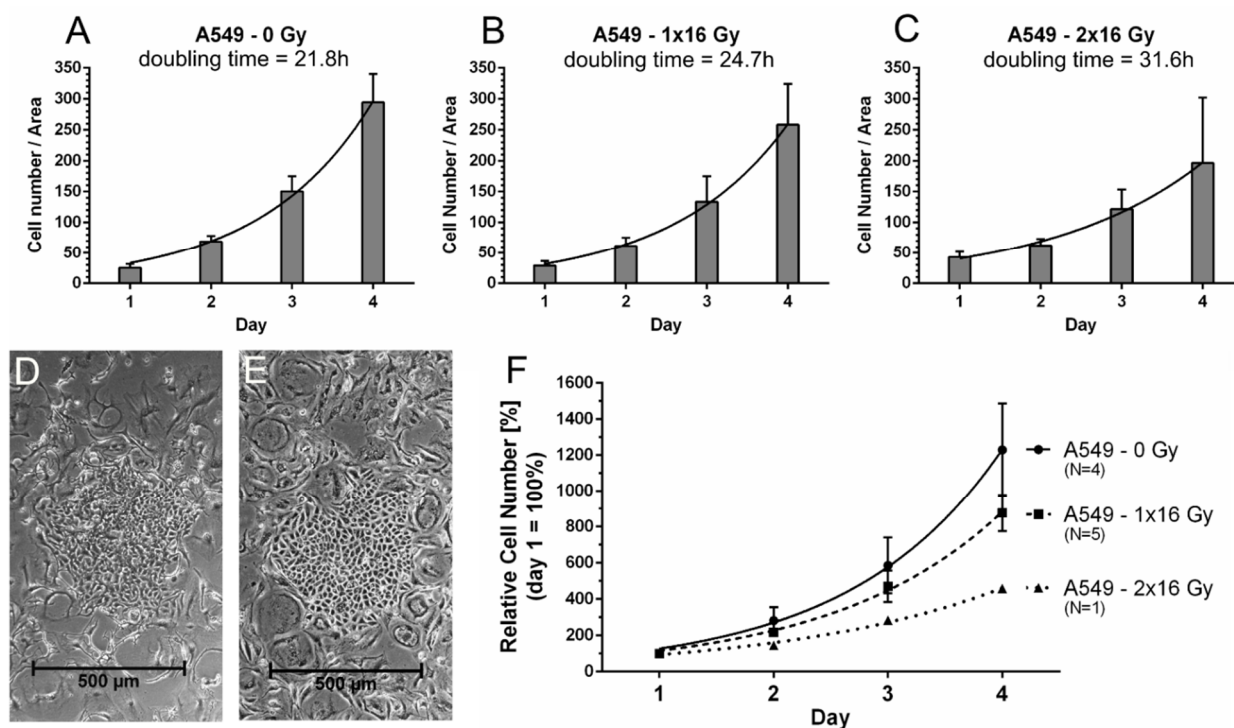 A
A549 - 0 Gy
doubling time = 21.8h
Cell number / Area
350
300
250
200
150
100
50
0
1 2 3 4
Day
B
A549 - 1x16 Gy
doubling time = 24.7h
Cell Number / Area
350
300
250
200
150
100
50
0
1 2 3 4
Day
C
A549 - 2x16 Gy
doubling time = 31.6h
Cell Number / Area
350
300
250
200
150
100
50
0
1 2 3 4
Day
D
500 µm
E
500 µm
F
Relative Cell Number [%]
(day 1 = 100%)
1600
1400
1200
1000
800
600
400
200
0
1 2 3 4
Day
A549 - 0 Gy
(N=4)
A549 - 1x16 Gy
(N=5)
A549 - 2x16 Gy
(N=1)